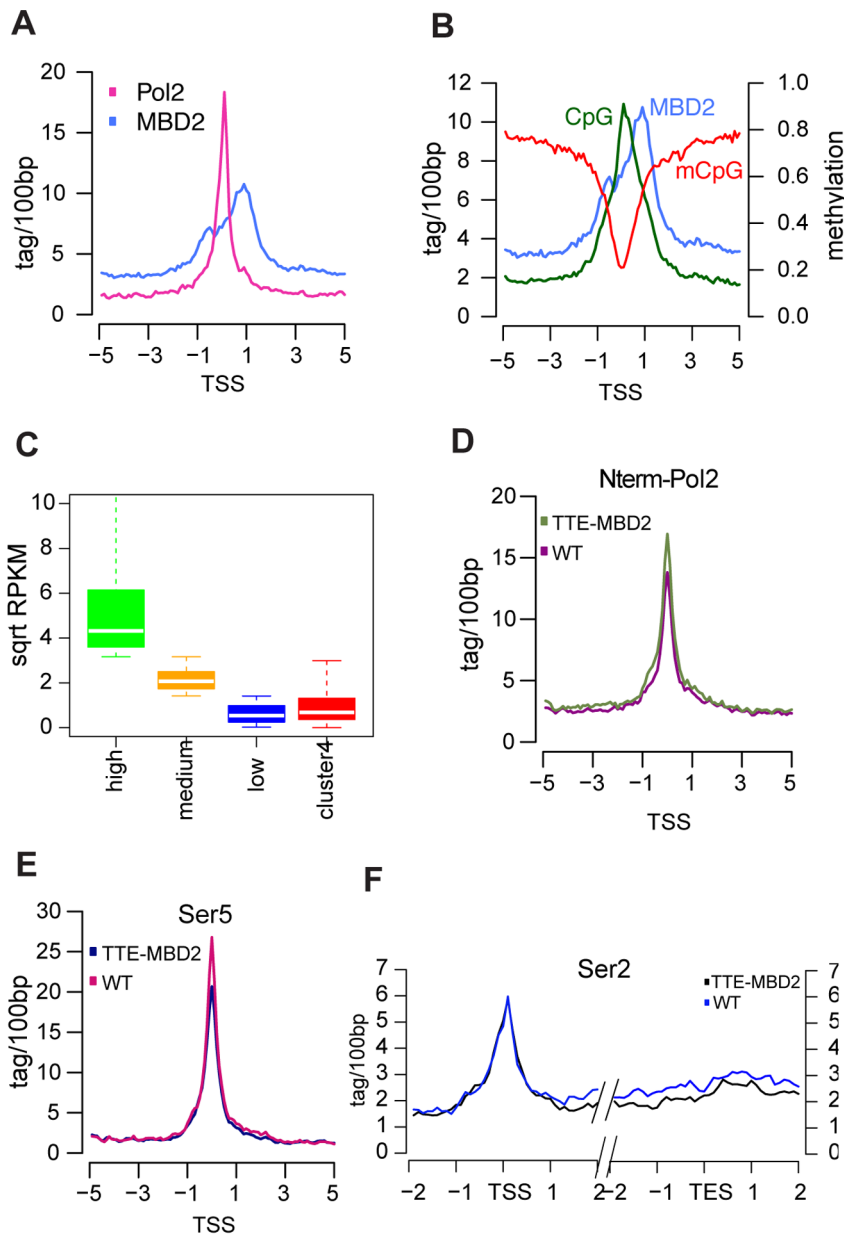 A
20
15
10
5
0
tag/100bp
Pol2
MBD2
−5 −3 −1 1 3 5
TSS
B
12
10
8
6
4
2
0
tag/100bp
CpG
MBD2
mCpG
1.0
0.8
0.6
0.4
0.2
0.0
methylation
−5 −3 −1 1 3 5
TSS
C
10
8
6
4
2
0
sqrt RPKM
high
medium
low
cluster4
D
Nterm-Pol2
20
15
10
5
0
tag/100bp
TTE-MBD2
WT
−5 −3 −1 1 3 5
TSS
E
Ser5
30
25
20
15
10
5
0
tag/100bp
TTE-MBD2
WT
−5 −3 −1 1 3 5
TSS
F
Ser2
7
6
5
4
3
2
1
0
tag/100bp
TTE-MBD2
WT
7
6
5
4
3
2
1
0
−2 −1 TSS 1 2 −2 −1 TES 1 2